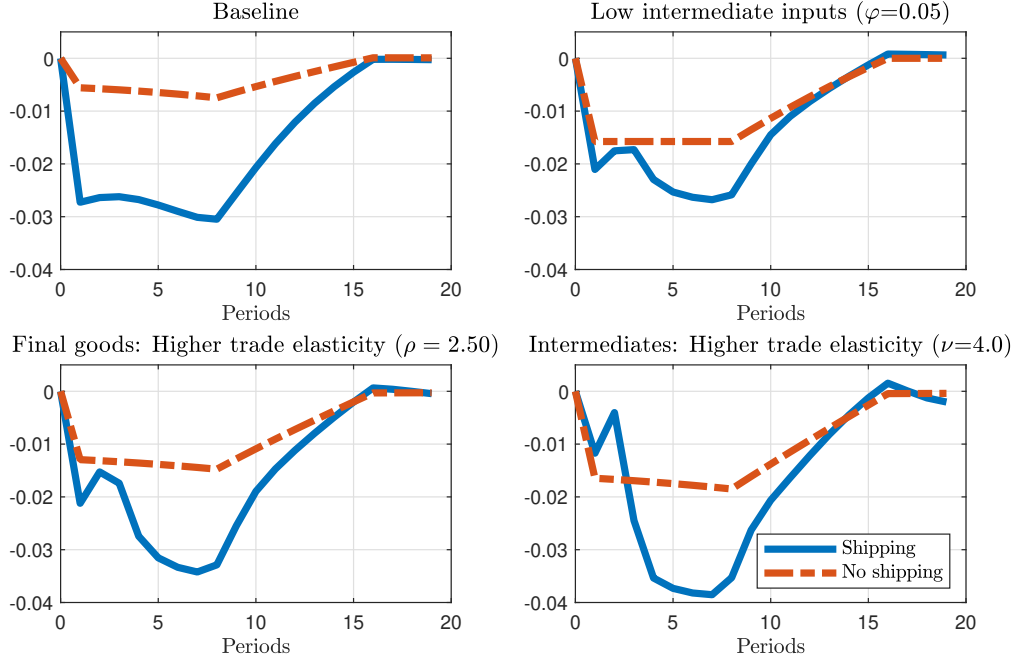 Baseline
0
-0.01
-0.02
-0.03
-0.04
0 5 10 15 20
Periods
Low intermediate inputs (φ=0.05)
0
-0.01
-0.02
-0.03
-0.04
0 5 10 15 20
Periods
Final goods: Higher trade elasticity (ρ = 2.50)
0
-0.01
-0.02
-0.03
-0.04
0 5 10 15 20
Periods
Intermediates: Higher trade elasticity (ν=4.0)
0
-0.01
-0.02
-0.03
-0.04
0 5 10 15 20
Periods
Shipping
No shipping